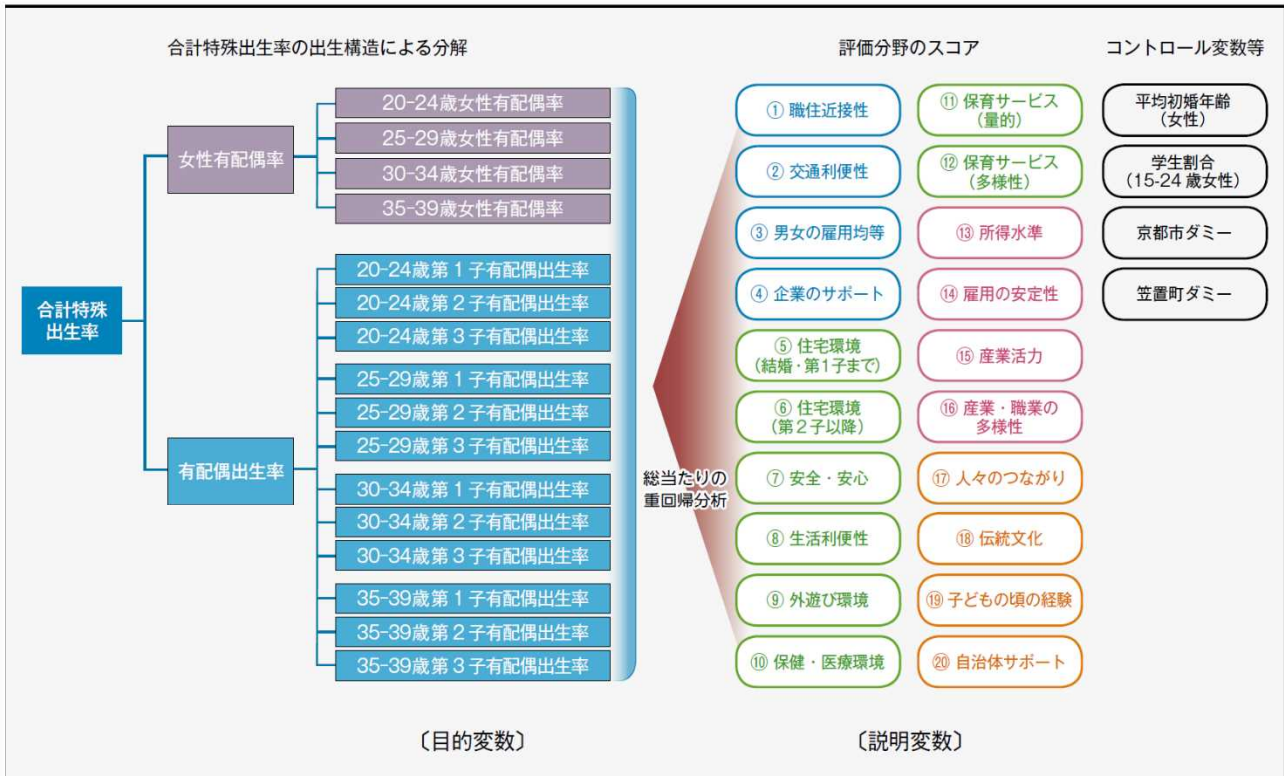 合計特殊出生率の出生構造による分解
合計特殊
出生率
女性有配偶率
20-24歳女性有配偶率
25-29歳女性有配偶率
30-34歳女性有配偶率
35-39歳女性有配偶率
有配偶出生率
20-24歳第1子有配偶出生率
20-24歳第2子有配偶出生率
20-24歳第3子有配偶出生率
25-29歳第1子有配偶出生率
25-29歳第2子有配偶出生率
25-29歳第3子有配偶出生率
30-34歳第1子有配偶出生率
30-34歳第2子有配偶出生率
30-34歳第3子有配偶出生率
35-39歳第1子有配偶出生率
35-39歳第2子有配偶出生率
35-39歳第3子有配偶出生率
〔目的変数〕
総当たりの
重回帰分析
評価分野のスコア
① 職住近接性
② 交通利便性
③ 男女の雇用均等
④ 企業のサポート
⑤ 住宅環境
(結婚・第1子まで)
⑥ 住宅環境
(第2子以降)
⑦ 安全・安心
⑧ 生活利便性
⑨ 外遊び環境
⑩ 保健・医療環境
⑪ 保育サービス
(量的)
⑫ 保育サービス
(多様性)
⑬ 所得水準
⑭ 雇用の安定性
⑮ 産業活力
⑯ 産業・職業の
多様性
⑰ 人々のつながり
⑱ 伝統文化
⑲ 子どもの頃の経験
⑳ 自治体サポート
〔説明変数〕
コントロール変数等
平均初婚年齢
(女性)
学生割合
(15-24歳女性)
京都市ダミー
笠置町ダミー